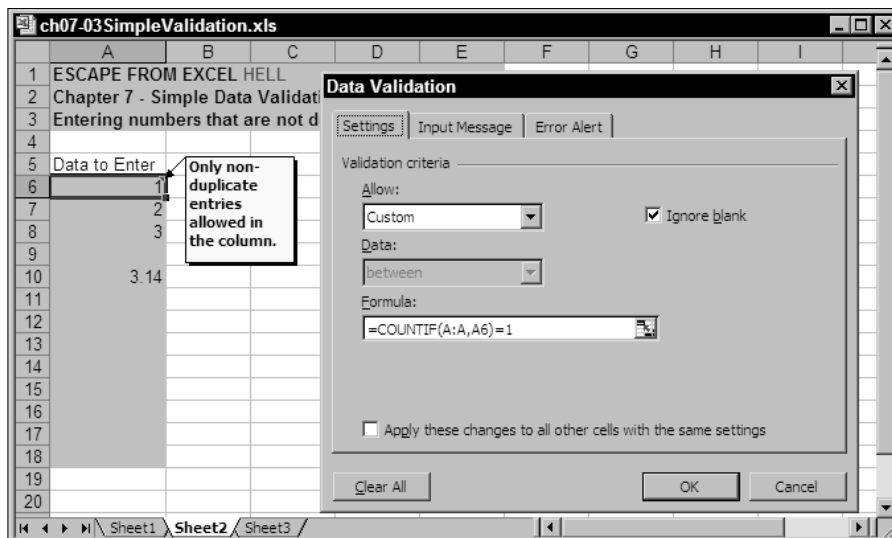 ch07-03SimpleValidation.xls
A B C D E F G H I
1 ESCAPE FROM EXCEL HELL
2 Chapter 7 - Simple Data Validati
3 Entering numbers that are not d
4
5 Data to Enter
6 1
7 2
8 3
9
10 3.14
11
12
13
14
15
16
17
18
19
20
Only non-
duplicate
entries
allowed in
the column.
Data Validation
Settings Input Message Error Alert
Validation criteria
Allow:
Custom
Ignore blank
Data:
between
Formula:
=COUNTIF(A:A,A6)=1
Apply these changes to all other cells with the same settings
Clear All OK Cancel
Sheet1 Sheet2 Sheet3